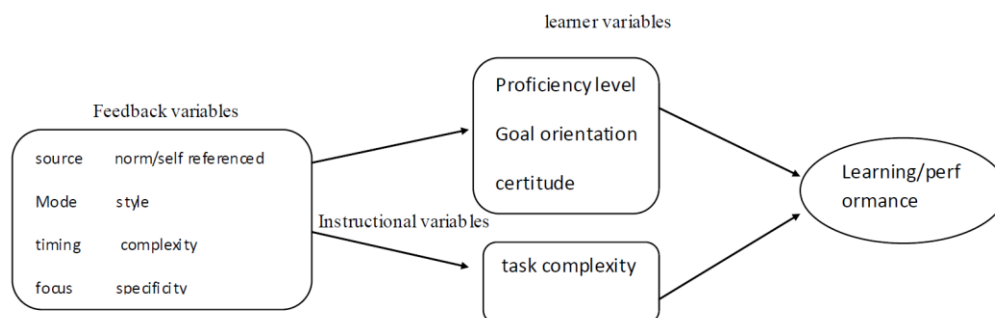 learner variables
Feedback variables
source norm/self referenced
Mode style
timing complexity
focus specificity
Proficiency level
Goal orientation
certitude
Instructional variables
task complexity
Learning/perf
ormance